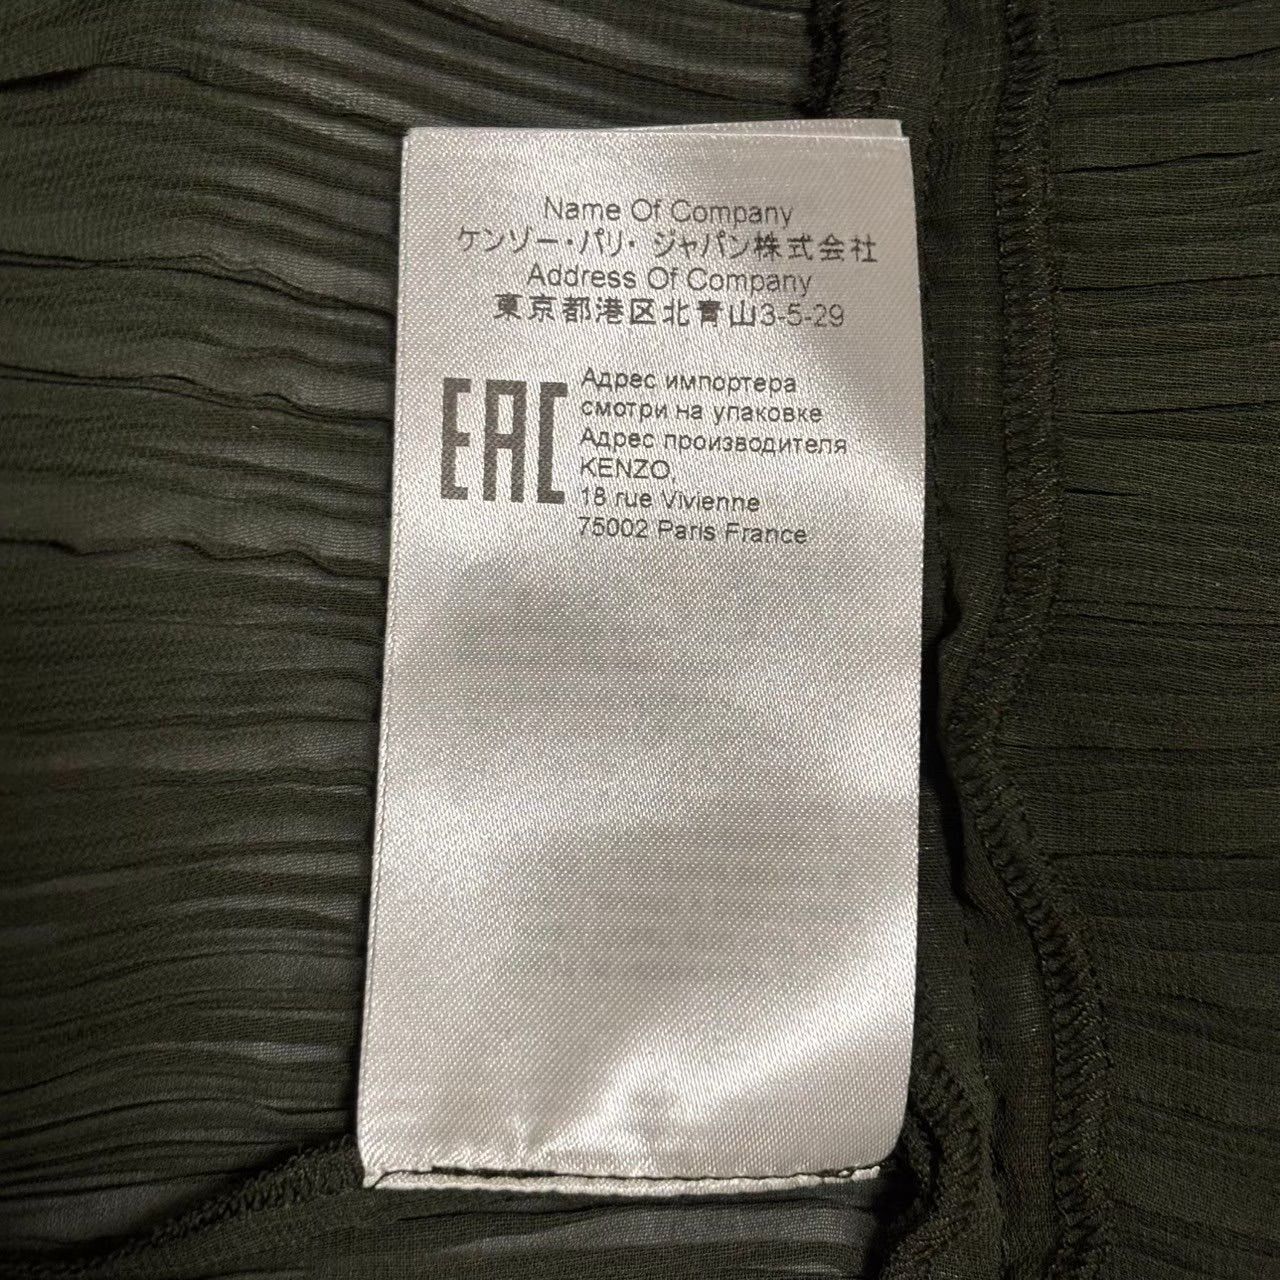 Name Of Company
ケンゾー・パリ・ジャパン株式会社
Address Of Company
東京都港区北青山3-5-29
EAC
Адрес импортера
смотри на упаковке
Адрес производителя :
KENZO,
18 rue Vivienne
75002 Paris France